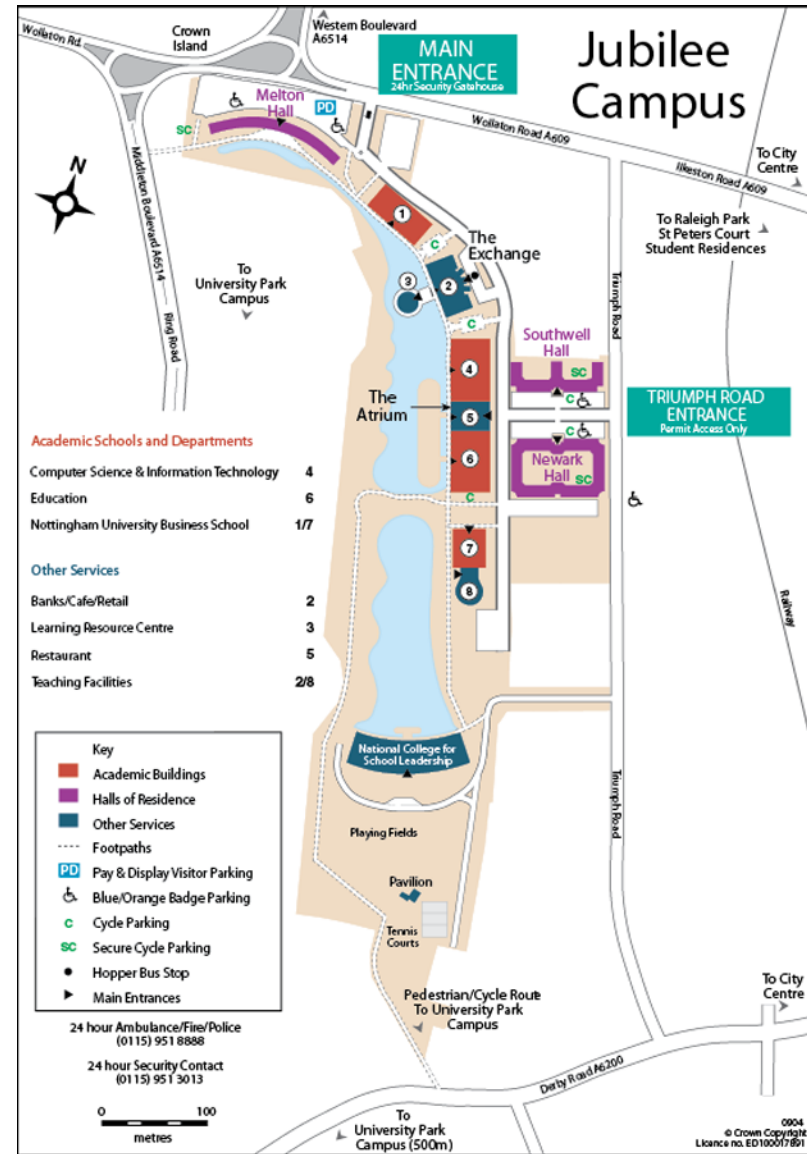 Jubilee
Campus
MAIN
ENTRANCE
24hr Security Gatehouse
Western Boulevard
A6514
Crown
Island
Wollaton Rd.
Melton
Hall
PD
SC
Wollaton Road A609
Ilkeston Road A609
To City
Centre
To Raleigh Park
St Peters Court
Student Residences
Middleton Boulevard A6514
Ring Road
N
To
University Park
Campus
1
C
The
Exchange
3
2
C
Triumph Road
Southwell
Hall
SC
C
4
The
Atrium
5
TRIUMPH ROAD
ENTRANCE
Permit Access Only
C
6
Newark
Hall
SC
C
7
8
Railway
Academic Schools and Departments
Computer Science & Information Technology 4
Education 6
Nottingham University Business School 1/7
Other Services
Banks/Cafe/Retail 2
Learning Resource Centre 3
Restaurant 5
Teaching Facilities 2/8
National College for
School Leadership
Triumph Road
Playing Fields
Pavilion
Tennis
Courts
Key
Academic Buildings
Halls of Residence
Other Services
Footpaths
PD Pay & Display Visitor Parking
Blue/Orange Badge Parking
C Cycle Parking
SC Secure Cycle Parking
Hopper Bus Stop
Main Entrances
Pedestrian/Cycle Route
To University Park
Campus
To City
Centre
24 hour Ambulance/Fire/Police
(0115) 951 8888
24 hour Security Contact
(0115) 951 3013
0 100
metres
Derby Road A6200
To
University Park
Campus (500m)
0904
© Crown Copyright
Licence no. ED100017891